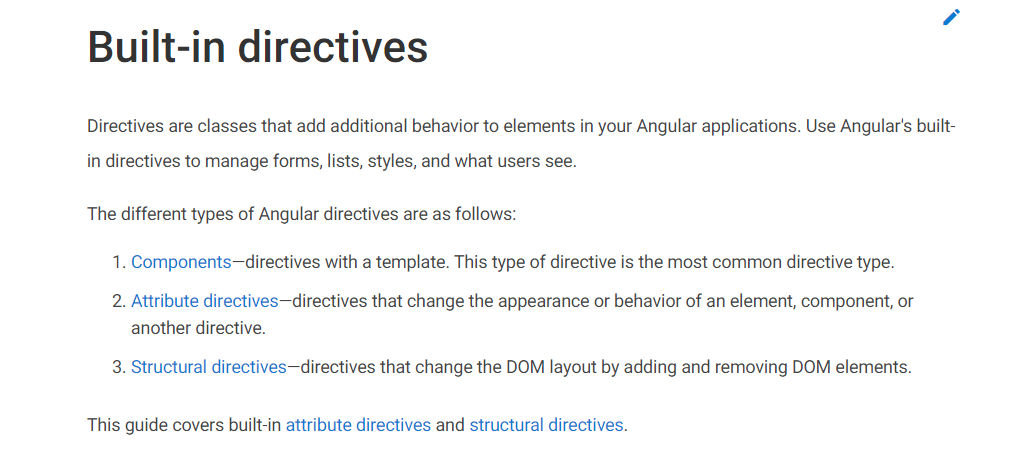 Built-in directives
Directives are classes that add additional behavior to elements in your Angular applications. Use Angular's built-
in directives to manage forms, lists, styles, and what users see.
The different types of Angular directives are as follows:
1. Components—directives with a template. This type of directive is the most common directive type.
2. Attribute directives—directives that change the appearance or behavior of an element, component, or
another directive.
3. Structural directives—directives that change the DOM layout by adding and removing DOM elements.
This guide covers built-in attribute directives and structural directives.